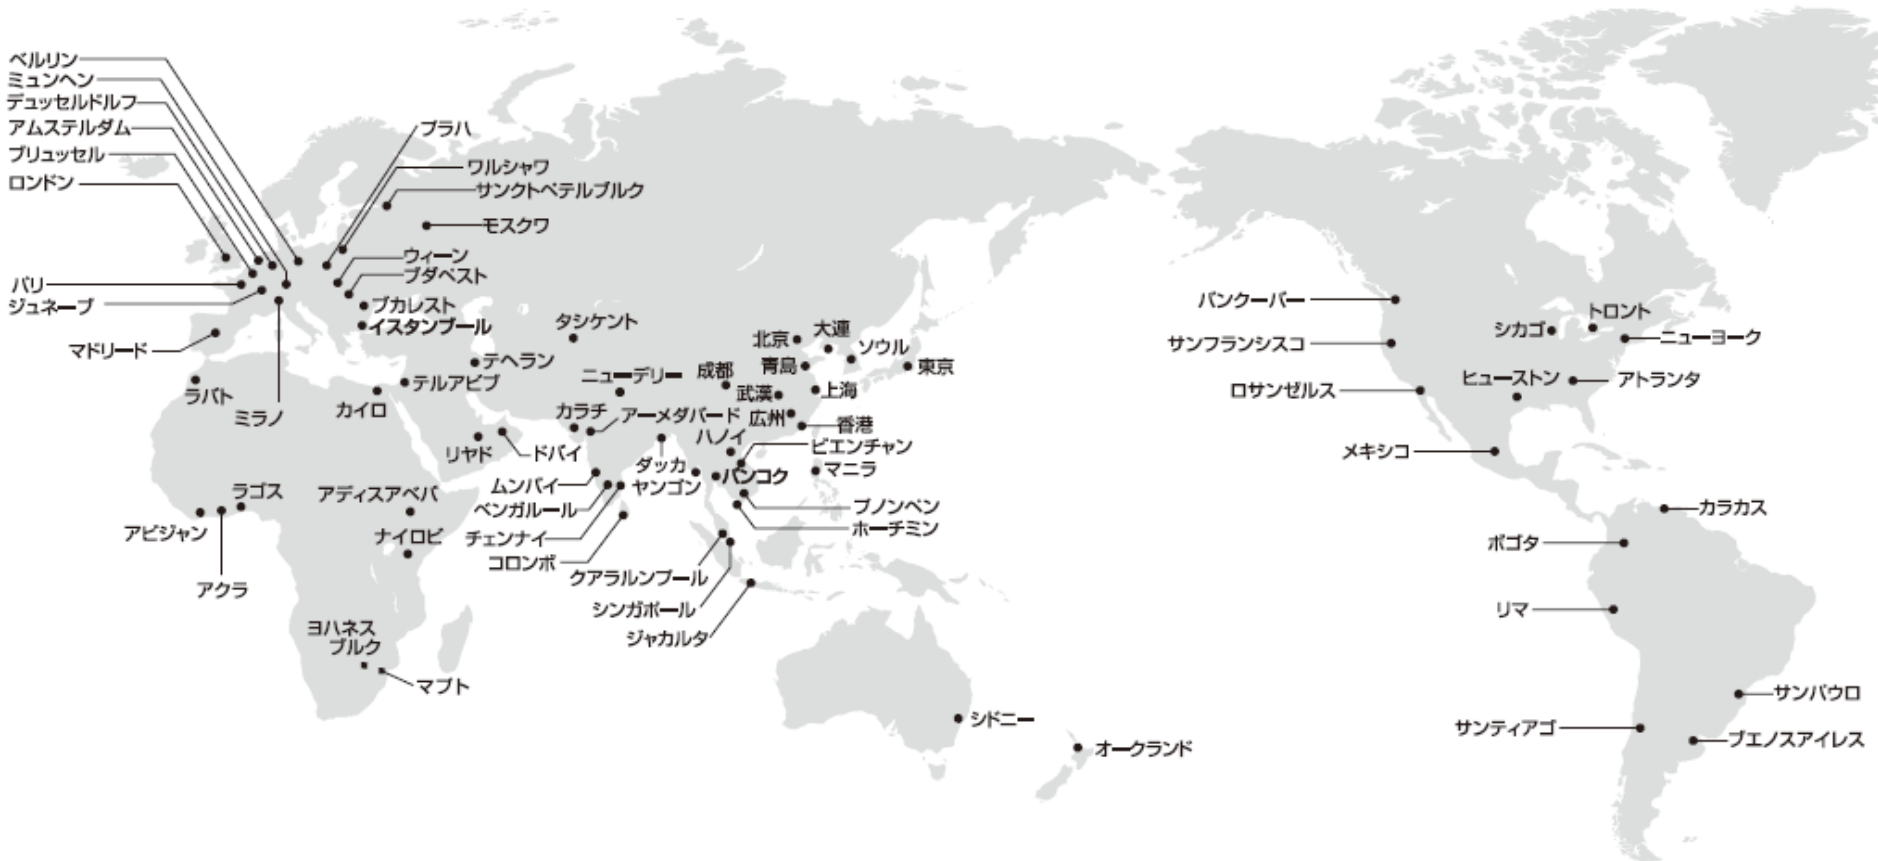 ベルリン
ミュンヘン
デュッセルドルフ
アムステルダム
ブリュッセル
ロンドン
パリ
ジュネーブ
マドリード
ラバト
ミラノ
プラハ
ワルシャワ
サンクトペテルブルク
モスクワ
ウィーン
ブダペスト
ブカレスト
イスタンブール
テヘラン
テルアビブ
カイロ
リヤド
ドバイ
ラゴス
アビジャン
アクラ
アディスアベバ
ナイロビ
ヨハネス
ブルク
マプト
タシケント
ニューデリー
カラチ
アーメダバード
ダッカ
ムンバイ
ベンガルール
チェンナイ
コロンボ
ヤンゴン
北京
大連
ソウル
東京
青島
成都
武漢
上海
広州
香港
ハノイ
ビエンチャン
バンコク
マニラ
プノンペン
ホーチミン
クアラルンプール
シンガポール
ジャカルタ
シドニー
オークランド
バンクーバー
サンフランシスコ
ロサンゼルス
シカゴ
トロント
ニューヨーク
ヒューストン
アトランタ
メキシコ
カラカス
ボゴタ
リマ
サンパウロ
サンティアゴ
ブエノスアイレス